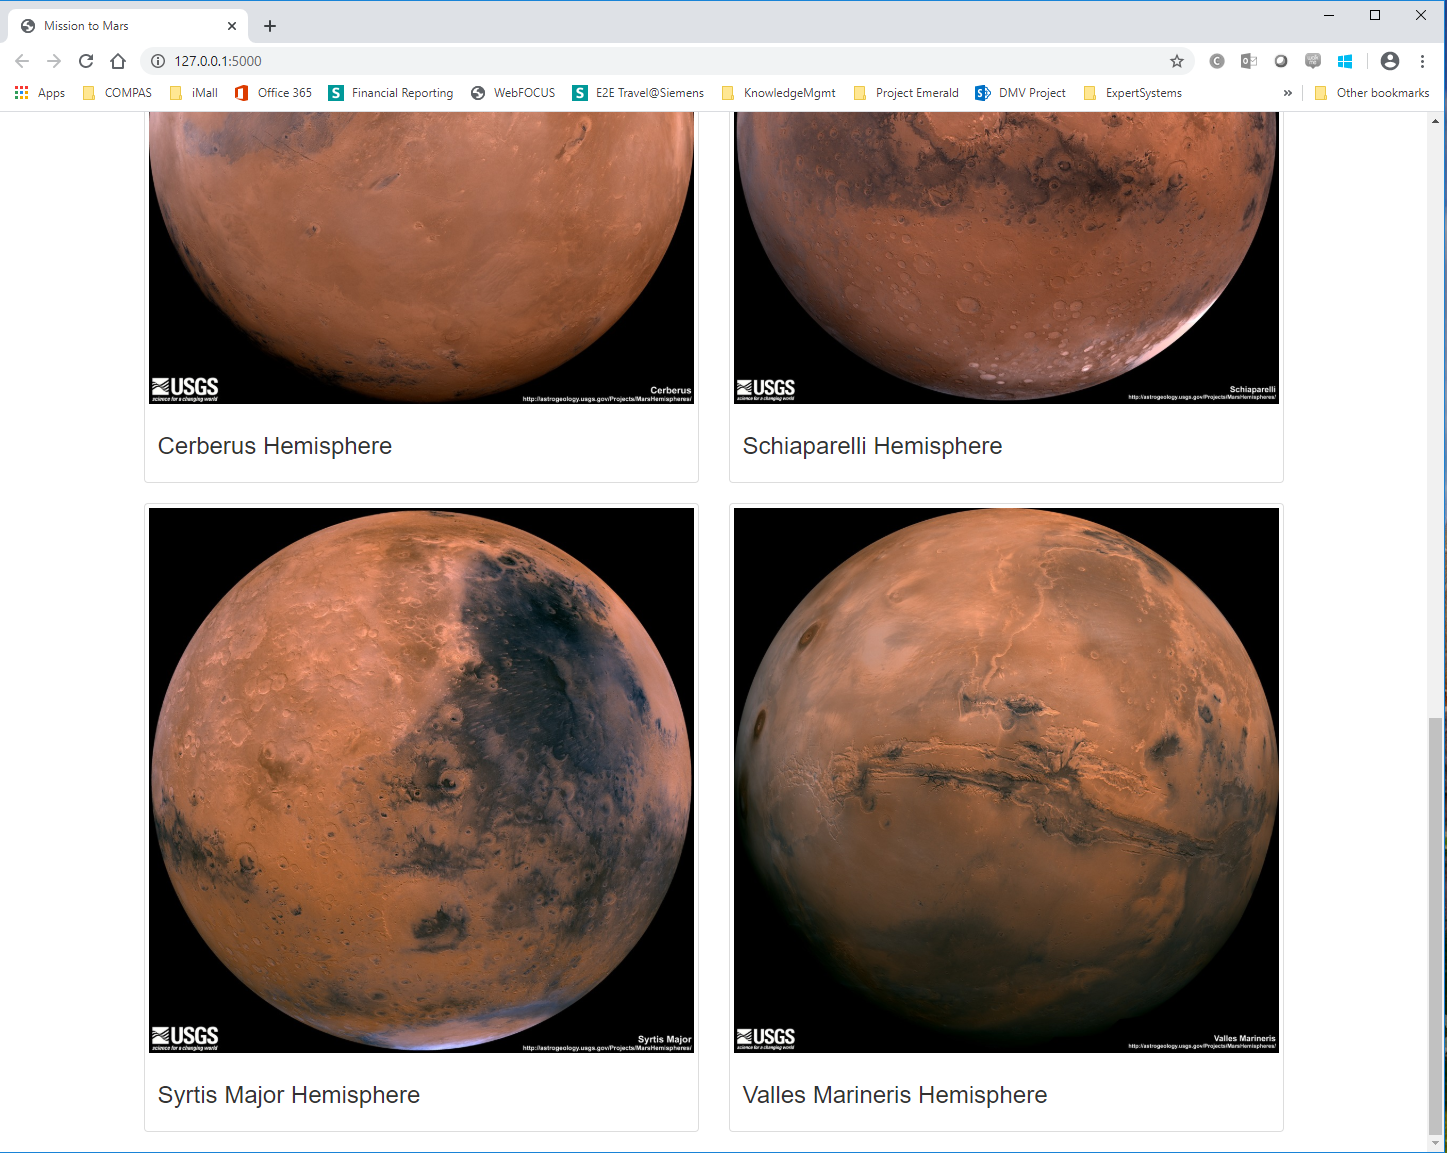 Mission to Mars
127.0.0.1:5000
Apps COMPAS iMall Office 365 Financial Reporting WebFOCUS E2E Travel@Siemens KnowledgeMgmt Project Emerald DMV Project ExpertSystems » Other bookmarks
USGS
science for a changing world
Cerberus
http://astrogeology.usgs.gov/Projects/MarsHemispheres/
USGS
science for a changing world
Schiaparelli
http://astrogeology.usgs.gov/Projects/MarsHemispheres/
Cerberus Hemisphere
Schiaparelli Hemisphere
USGS
science for a changing world
Syrtis Major
http://astrogeology.usgs.gov/Projects/MarsHemispheres/
USGS
science for a changing world
Valles Marineris
http://astrogeology.usgs.gov/Projects/MarsHemispheres/
Syrtis Major Hemisphere
Valles Marineris Hemisphere